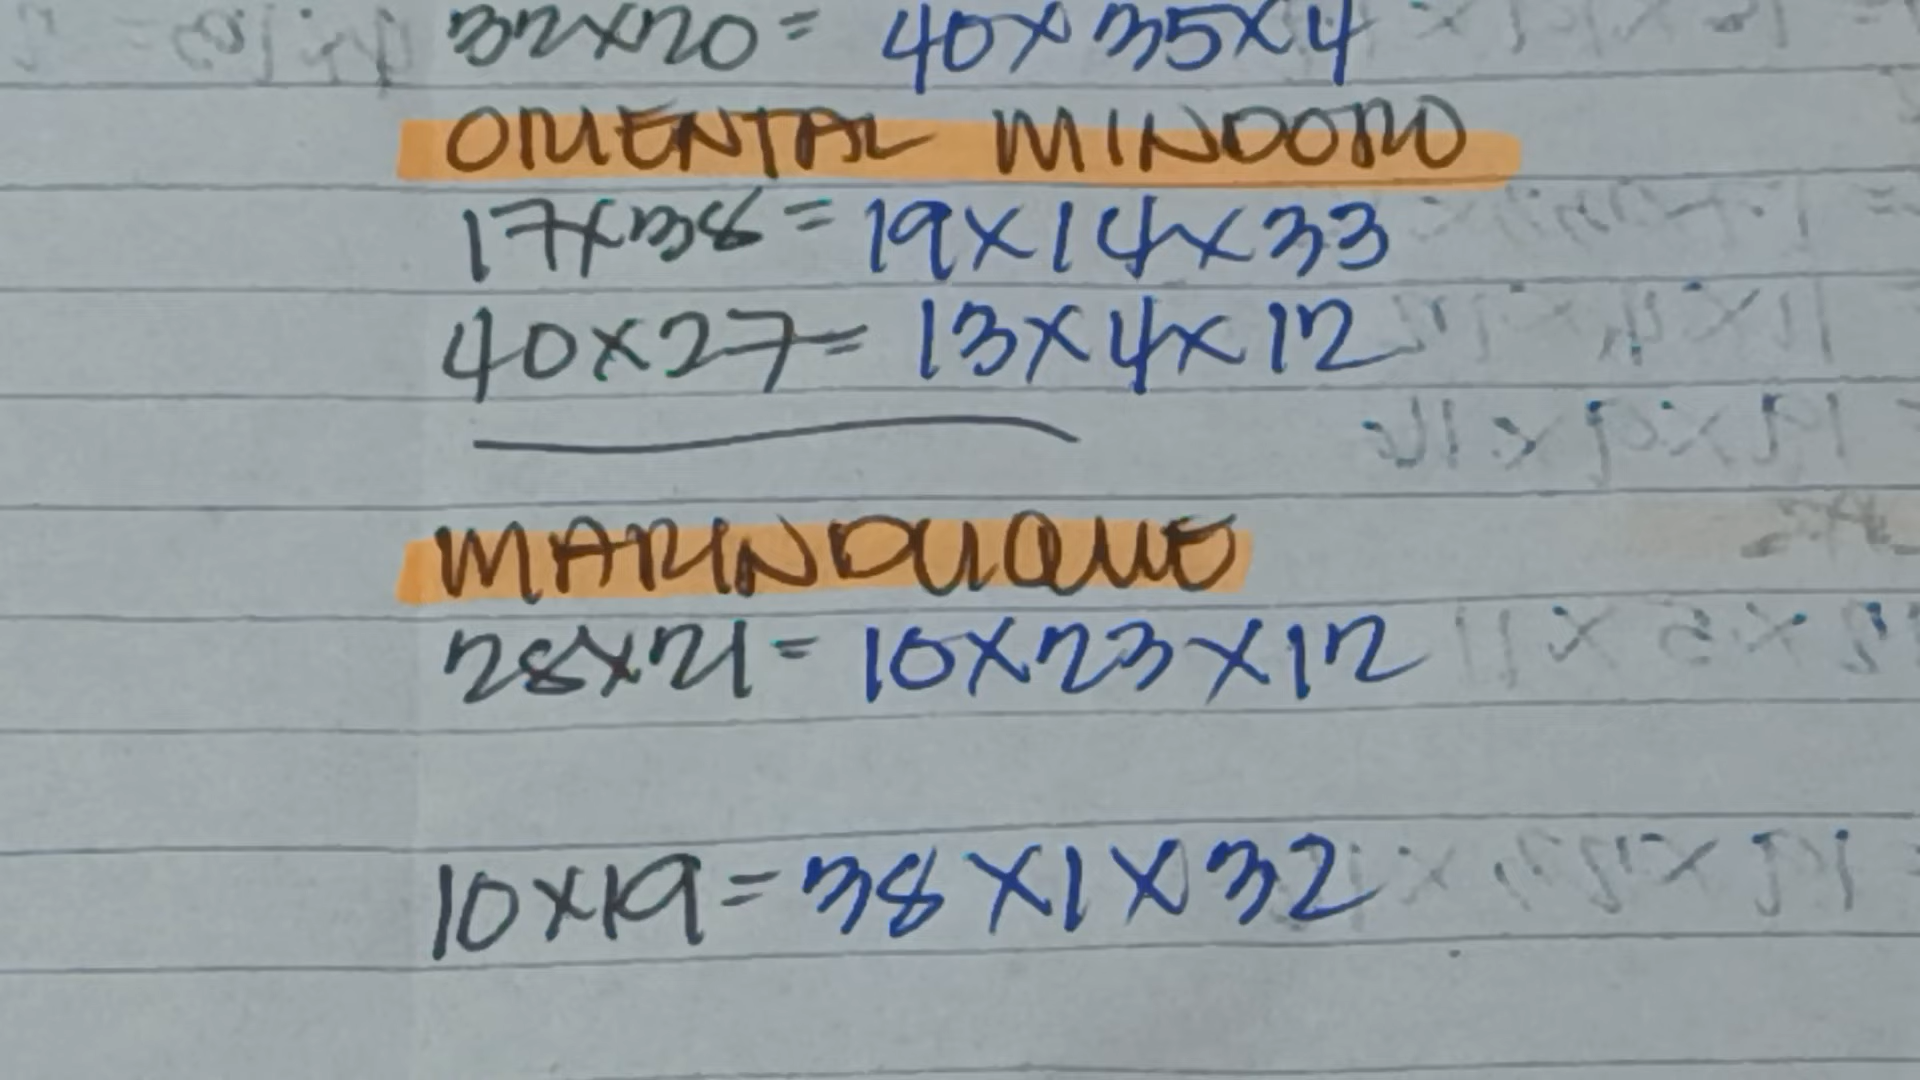 32x20= 40x35x4
ORIENTAL MINDORO
17x38= 19x14x33
40x27= 13x4x12
MARINDUQUE
28x21= 10x23x12
10x19= 38x1x32